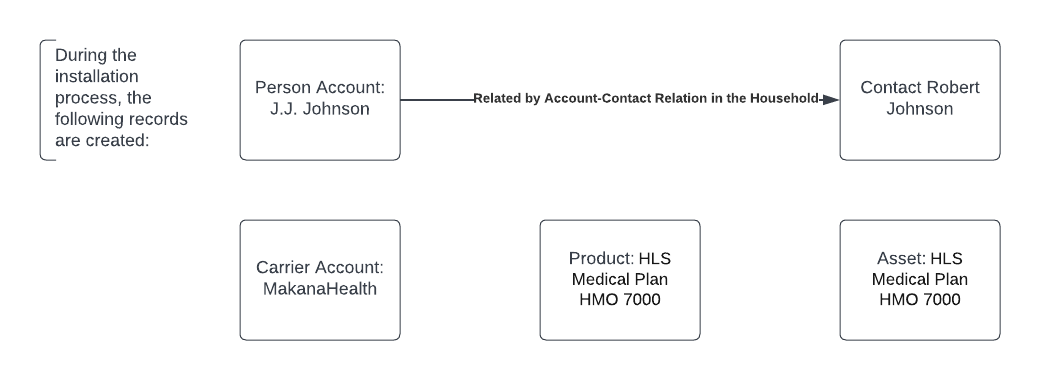 During the
installation
process, the
following records
are created:
Person Account:
J.J. Johnson
Related by Account-Contact Relation in the Household
Contact Robert
Johnson
Carrier Account:
MakanaHealth
Product: HLS
Medical Plan
HMO 7000
Asset: HLS
Medical Plan
HMO 7000